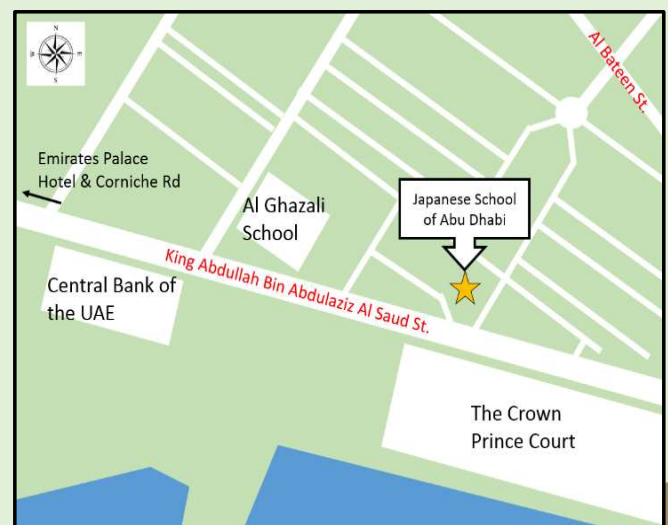 N
W
E
S
Al Bateen St.
Emirates Palace
Hotel & Corniche Rd
Japanese School
of Abu Dhabi
Al Ghazali
School
King Abdullah Bin Abdulaziz Al Saud St.
Central Bank of
the UAE
The Crown
Prince Court